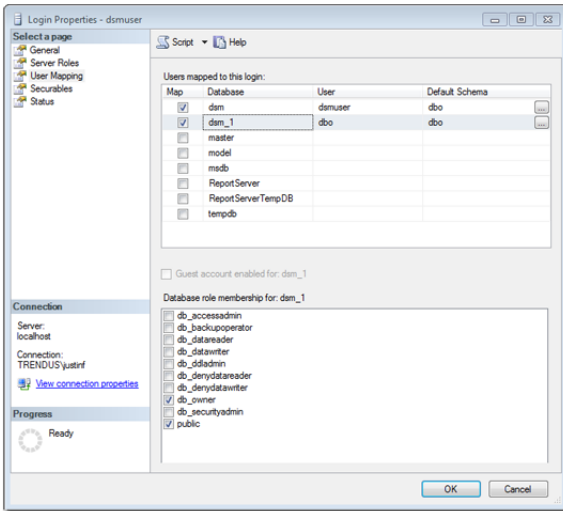 Login Properties - dsmuser
Select a page
General
Server Roles
User Mapping
Securables
Status
Script Help
Users mapped to this login:
Map Database User Default Schema
dsm dsmuser dbo ...
dsm_1 dbo dbo ...
master
model
msdb
ReportServer
ReportServerTempDB
tempdb
Guest account enabled for: dsm_1
Database role membership for: dsm_1
db_accessadmin
db_backupoperator
db_datareader
db_datawriter
db_ddladmin
db_denydatareader
db_denydatawriter
db_owner
db_securityadmin
public
Connection
Server:
localhost
Connection:
TRENDUS\justinf
View connection properties
Progress
Ready
OK Cancel